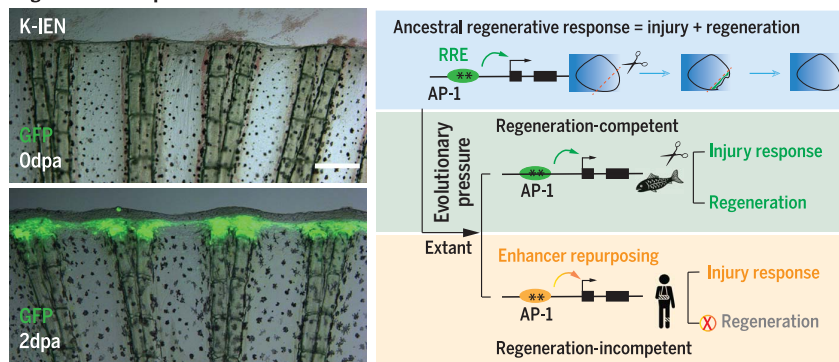 K-IEN
GFP
0dpa
GFP
2dpa
Ancestral regenerative response = injury + regeneration
RRE
**
AP-1
Evolutionary
pressure
Extant
Regeneration-competent
**
AP-1
Injury response
Regeneration
Enhancer repurposing
**
AP-1
Injury response
X Regeneration
Regeneration-incompetent